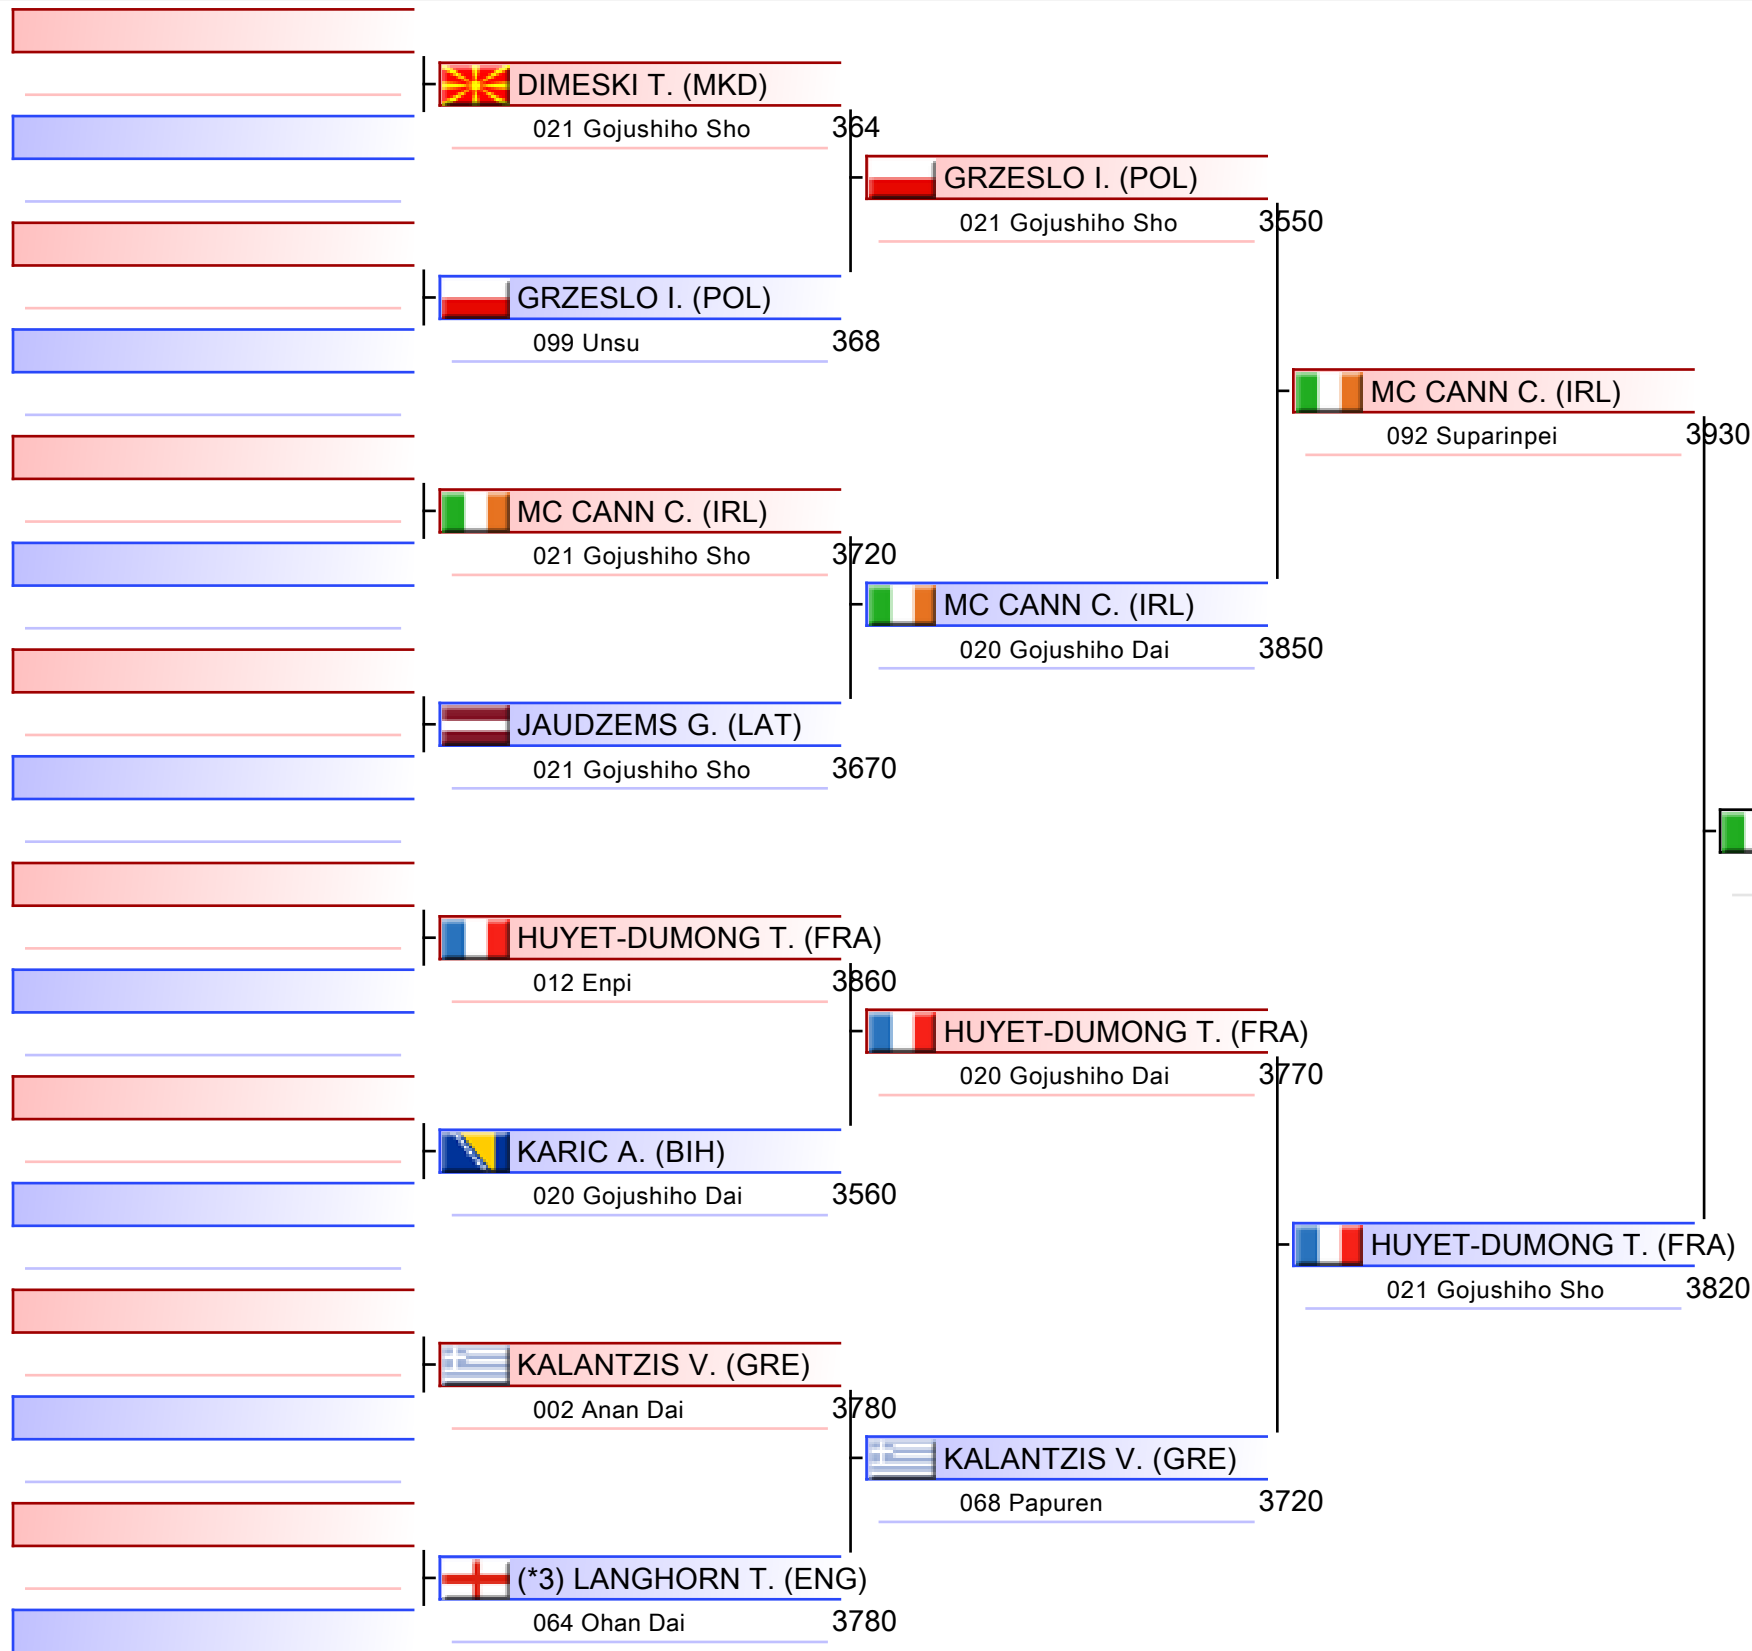 DIMESKI T. (MKD)
021 Gojushiho Sho 364
GRZESLO I. (POL)
099 Unsu 368
MC CANN C. (IRL)
021 Gojushiho Sho 3720
JAUDZEMS G. (LAT)
021 Gojushiho Sho 3670
HUYET-DUMONG T. (FRA)
012 Enpi 3860
KARIC A. (BIH)
020 Gojushiho Dai 3560
KALANTZIS V. (GRE)
002 Anan Dai 3780
(*3) LANGHORN T. (ENG)
064 Ohan Dai 3780
GRZESLO I. (POL)
021 Gojushiho Sho 3550
MC CANN C. (IRL)
020 Gojushiho Dai 3850
HUYET-DUMONG T. (FRA)
020 Gojushiho Dai 3770
KALANTZIS V. (GRE)
068 Papuren 3720
MC CANN C. (IRL)
092 Suparinpei 3930
HUYET-DUMONG T. (FRA)
021 Gojushiho Sho 3820